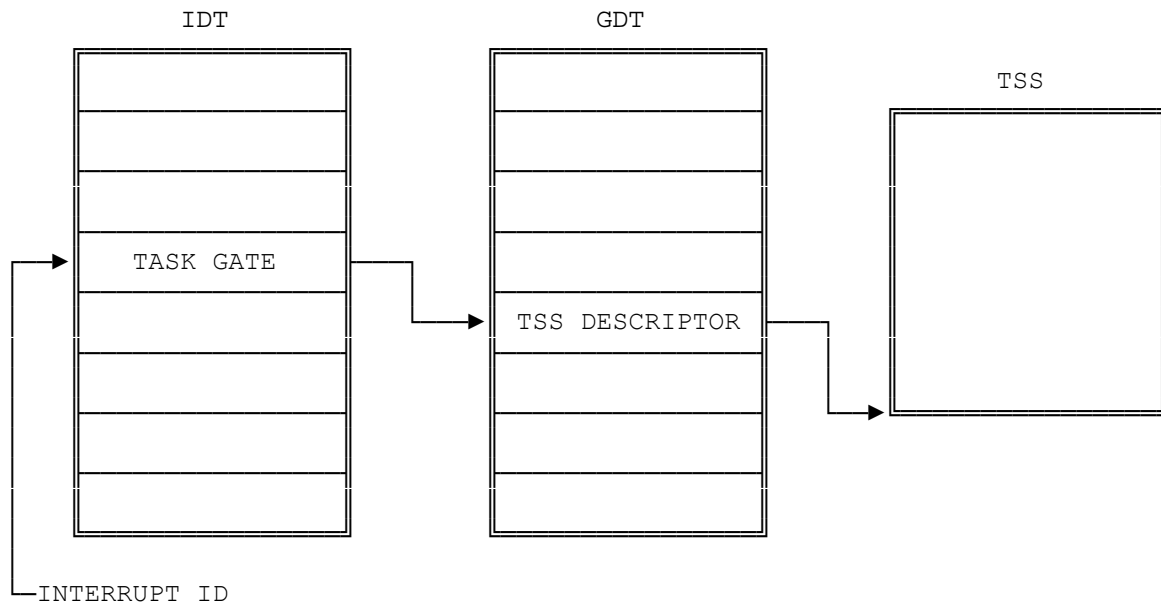 IDT
GDT
TSS
TASK GATE
TSS DESCRIPTOR
INTERRUPT ID